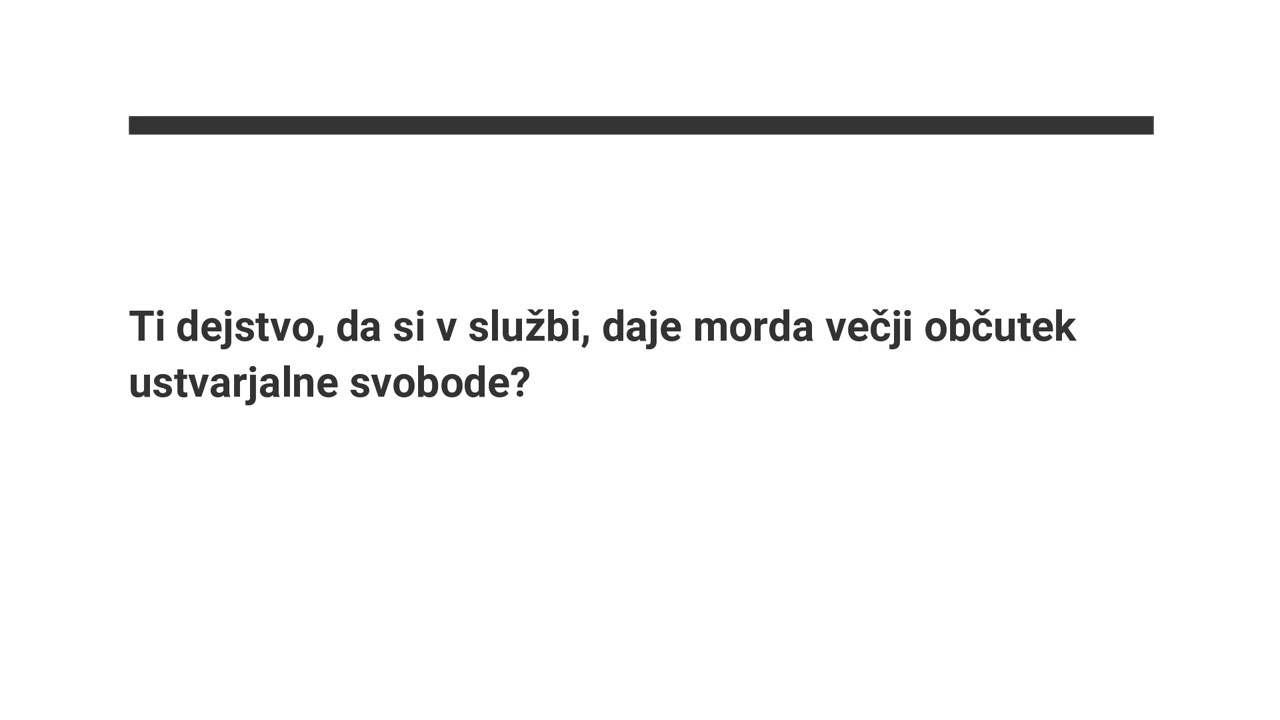 Ti dejstvo, da si v službi, daje morda večji občutek
ustvarjalne svobode?